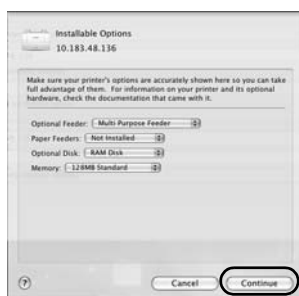 Installable Options
10.183.48.136
Make sure your printer's options are accurately shown here so you can take
full advantage of them. For information on your printer and its optional
hardware, check the documentation that came with it.
Optional Feeder: Multi Purpose Feeder
Paper Feeders: Not Installed
Optional Disk: RAM Disk
Memory: 128MB Standard
? Cancel Continue